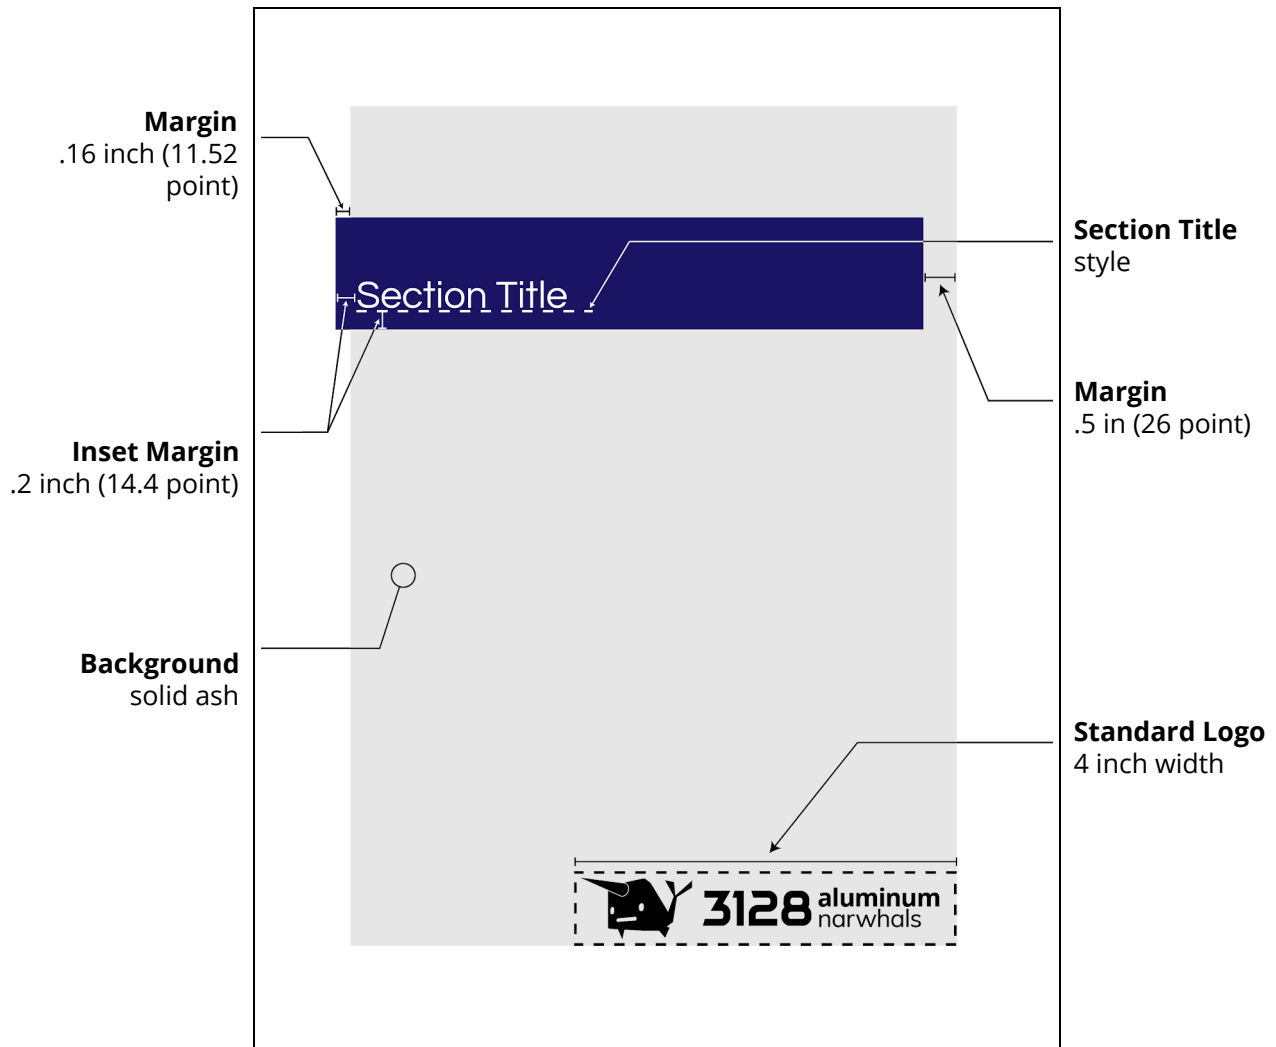 Margin
.16 inch (11.52
point)
Section Title
style
Section Title
Margin
.5 in (26 point)
Inset Margin
.2 inch (14.4 point)
Background
solid ash
Standard Logo
4 inch width
3128 aluminum
narwhals